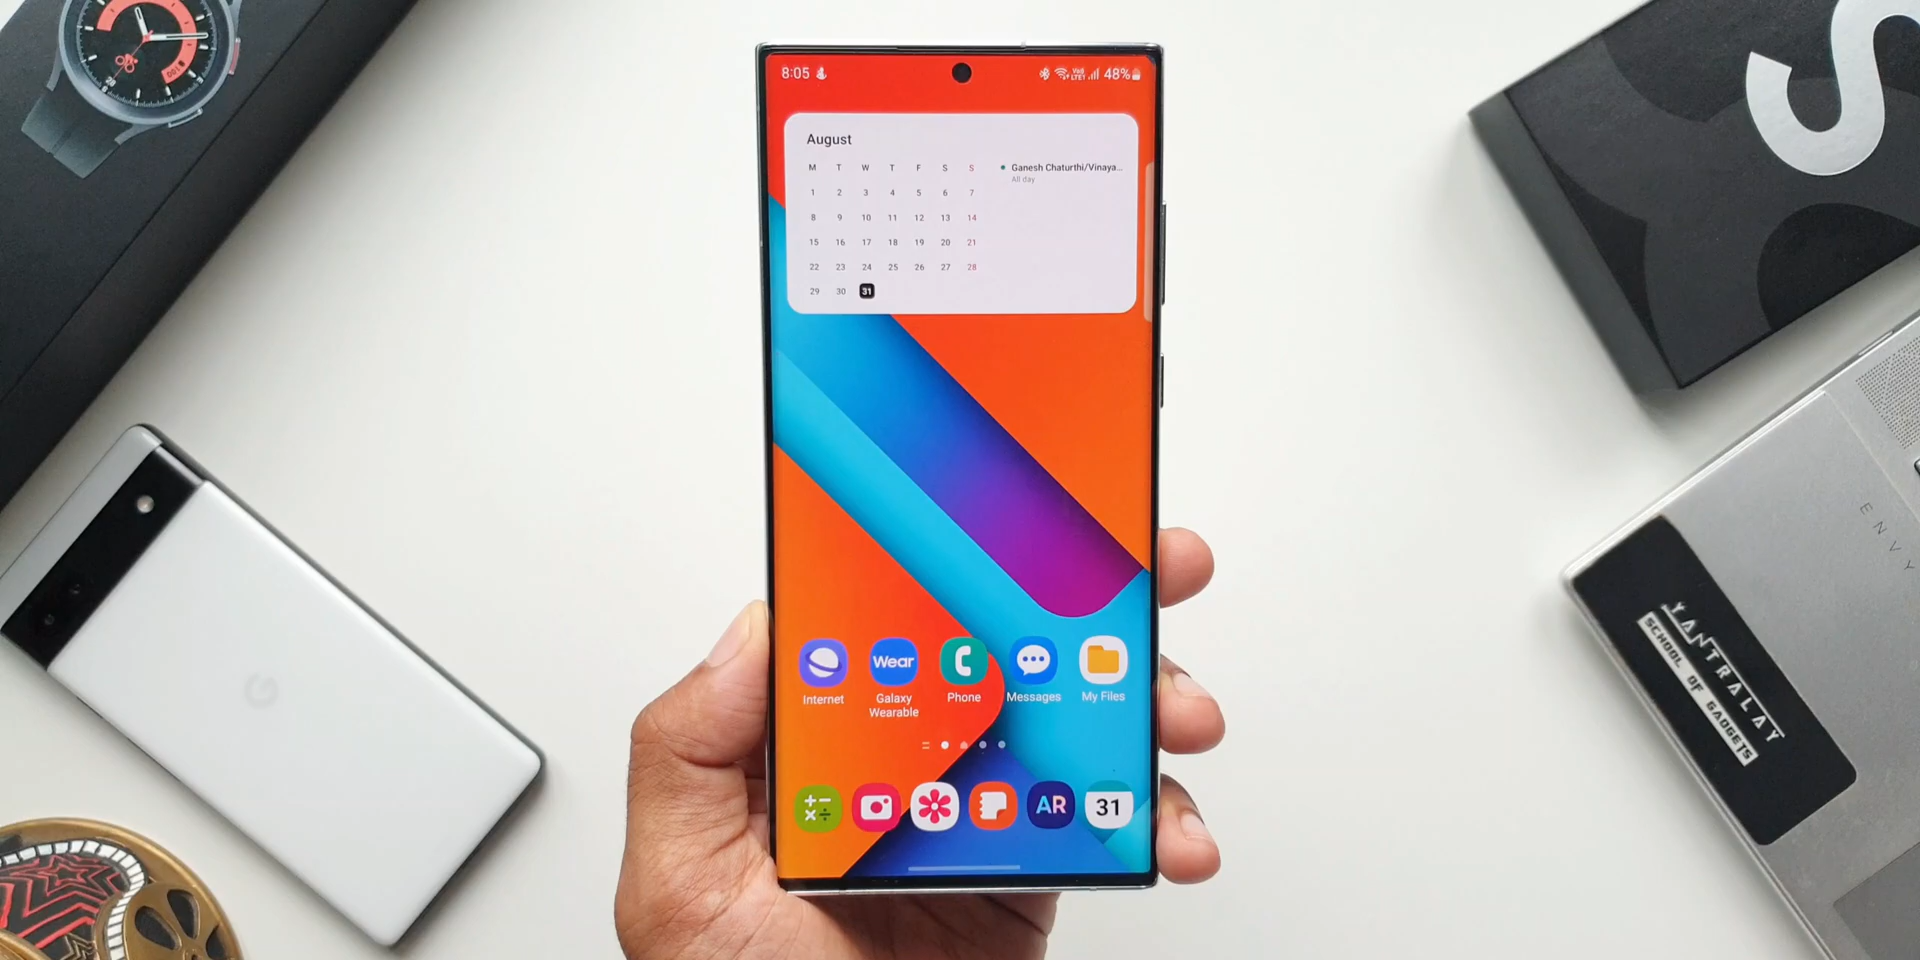 8:05
Vo)) LTE1 48%
August
M T W T F S S
Ganesh Chaturthi/Vinaya...
All day
1 2 3 4 5 6 7
8 9 10 11 12 13 14
15 16 17 18 19 20 21
22 23 24 25 26 27 28
29 30 31
Internet
Wear
Galaxy
Wearable
Phone
Messages
My Files
AR
31
G
S
ENVY
YANTRALAY
SCHOOL OF GADGETS